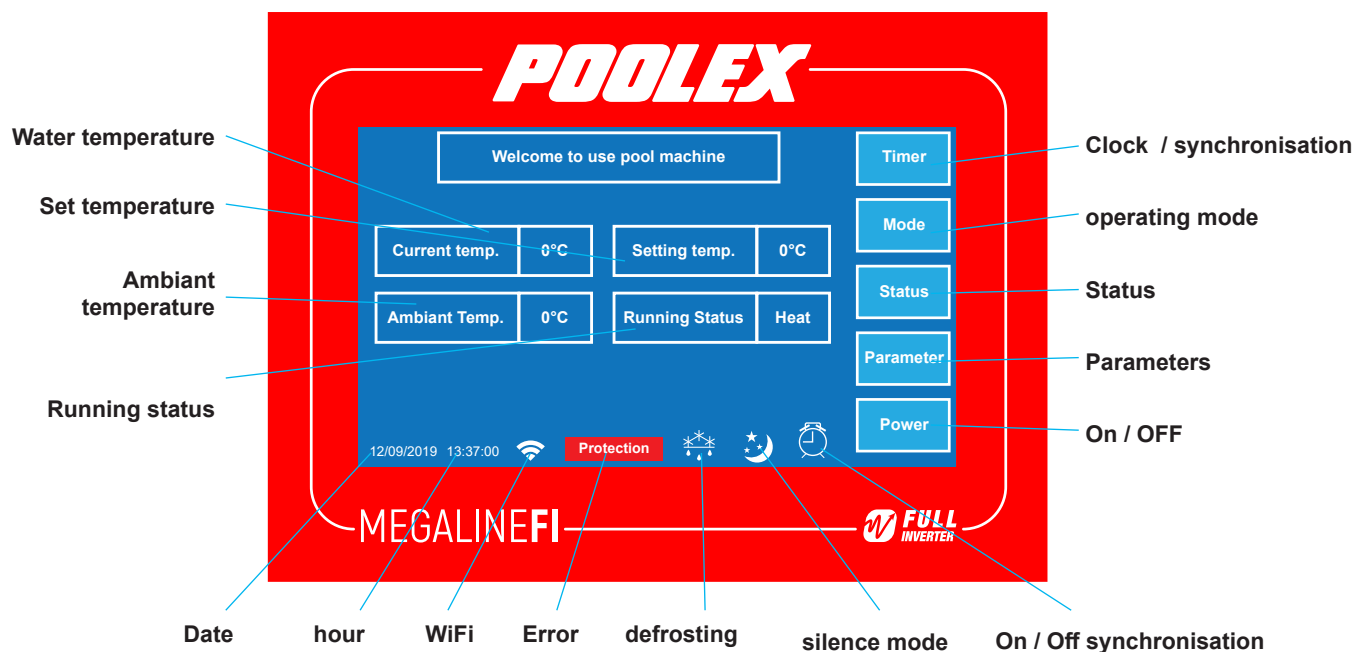 POOLEX
Water temperature
Welcome to use pool machine
Timer
Clock / synchronisation
Set temperature
Mode
operating mode
Current temp.
0°C
Setting temp.
0°C
Ambiant
temperature
Status
Status
Ambiant Temp.
0°C
Running Status
Heat
Parameter
Parameters
Running status
Power
On / OFF
12/09/2019 13:37:00
Protection
MEGALINEFI
FULL
INVERTER
Date
hour
WiFi
Error
defrosting
silence mode
On / Off synchronisation